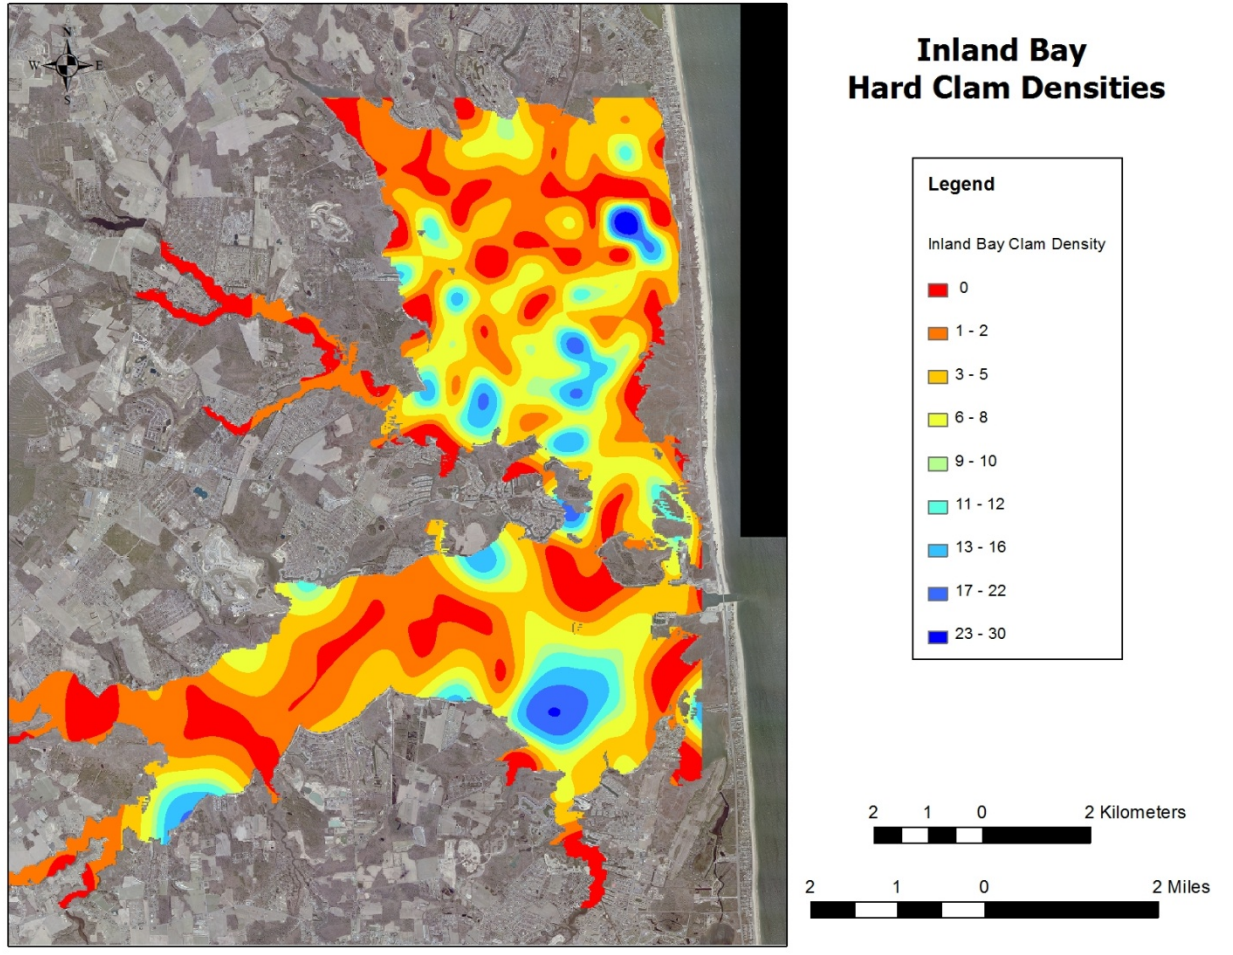 N
W E
S
Inland Bay
Hard Clam Densities
Legend
Inland Bay Clam Density
0
1 - 2
3 - 5
6 - 8
9 - 10
11 - 12
13 - 16
17 - 22
23 - 30
2 1 0 2 Kilometers
2 1 0 2 Miles